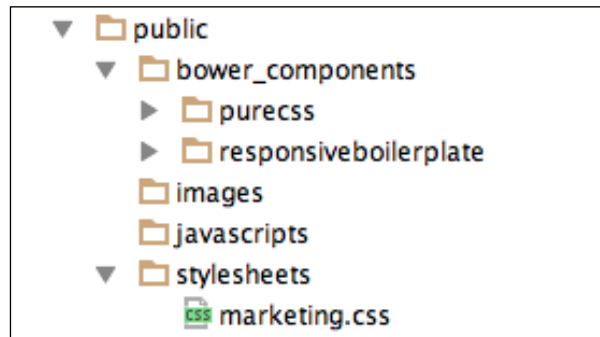 public
bower_components
purecss
responsiveboilerplate
images
javascripts
stylesheets
css marketing.css